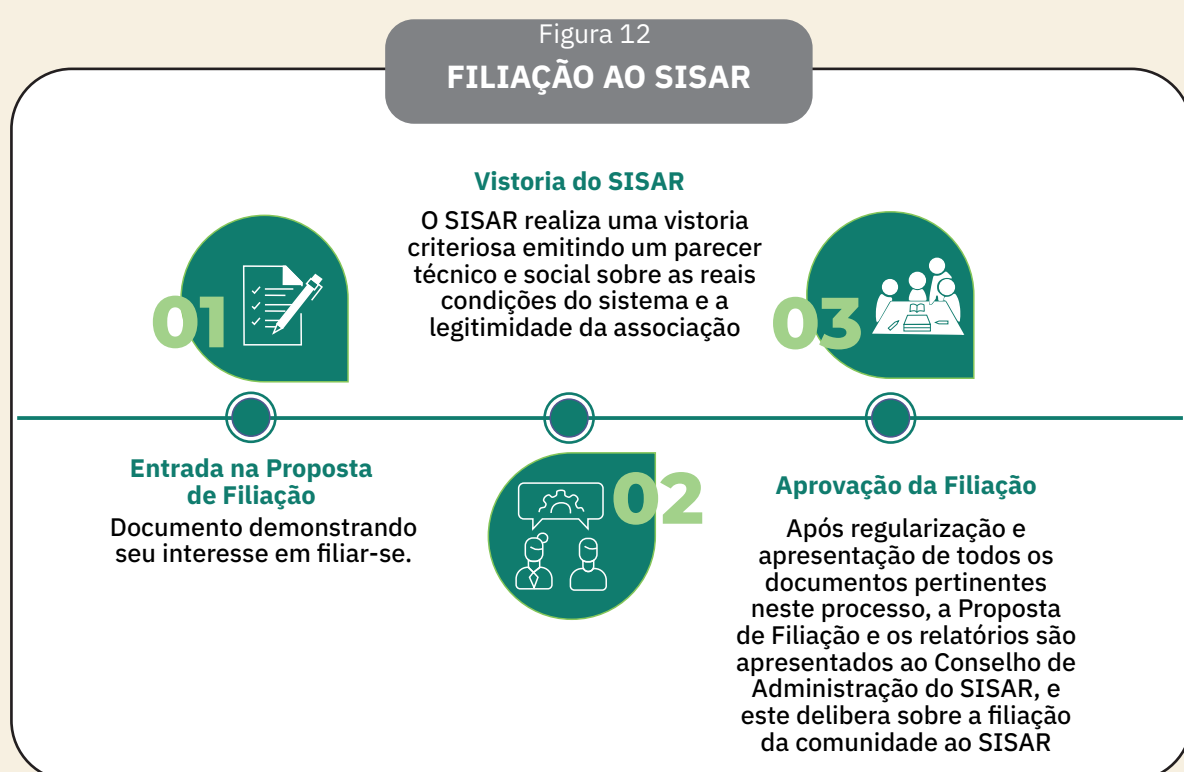 Figura 12
FILIAÇÃO AO SISAR
01
Entrada na Proposta
de Filiação
Documento demonstrando
seu interesse em filiar-se.
Vistoria do SISAR
O SISAR realiza uma vistoria
criteriosa emitindo um parecer
técnico e social sobre as reais
condições do sistema e a
legitimidade da associação
02
03
Aprovação da Filiação
Após regularização e
apresentação de todos os
documentos pertinentes
neste processo, a Proposta
de Filiação e os relatórios são
apresentados ao Conselho de
Administração do SISAR, e
este delibera sobre a filiação
da comunidade ao SISAR